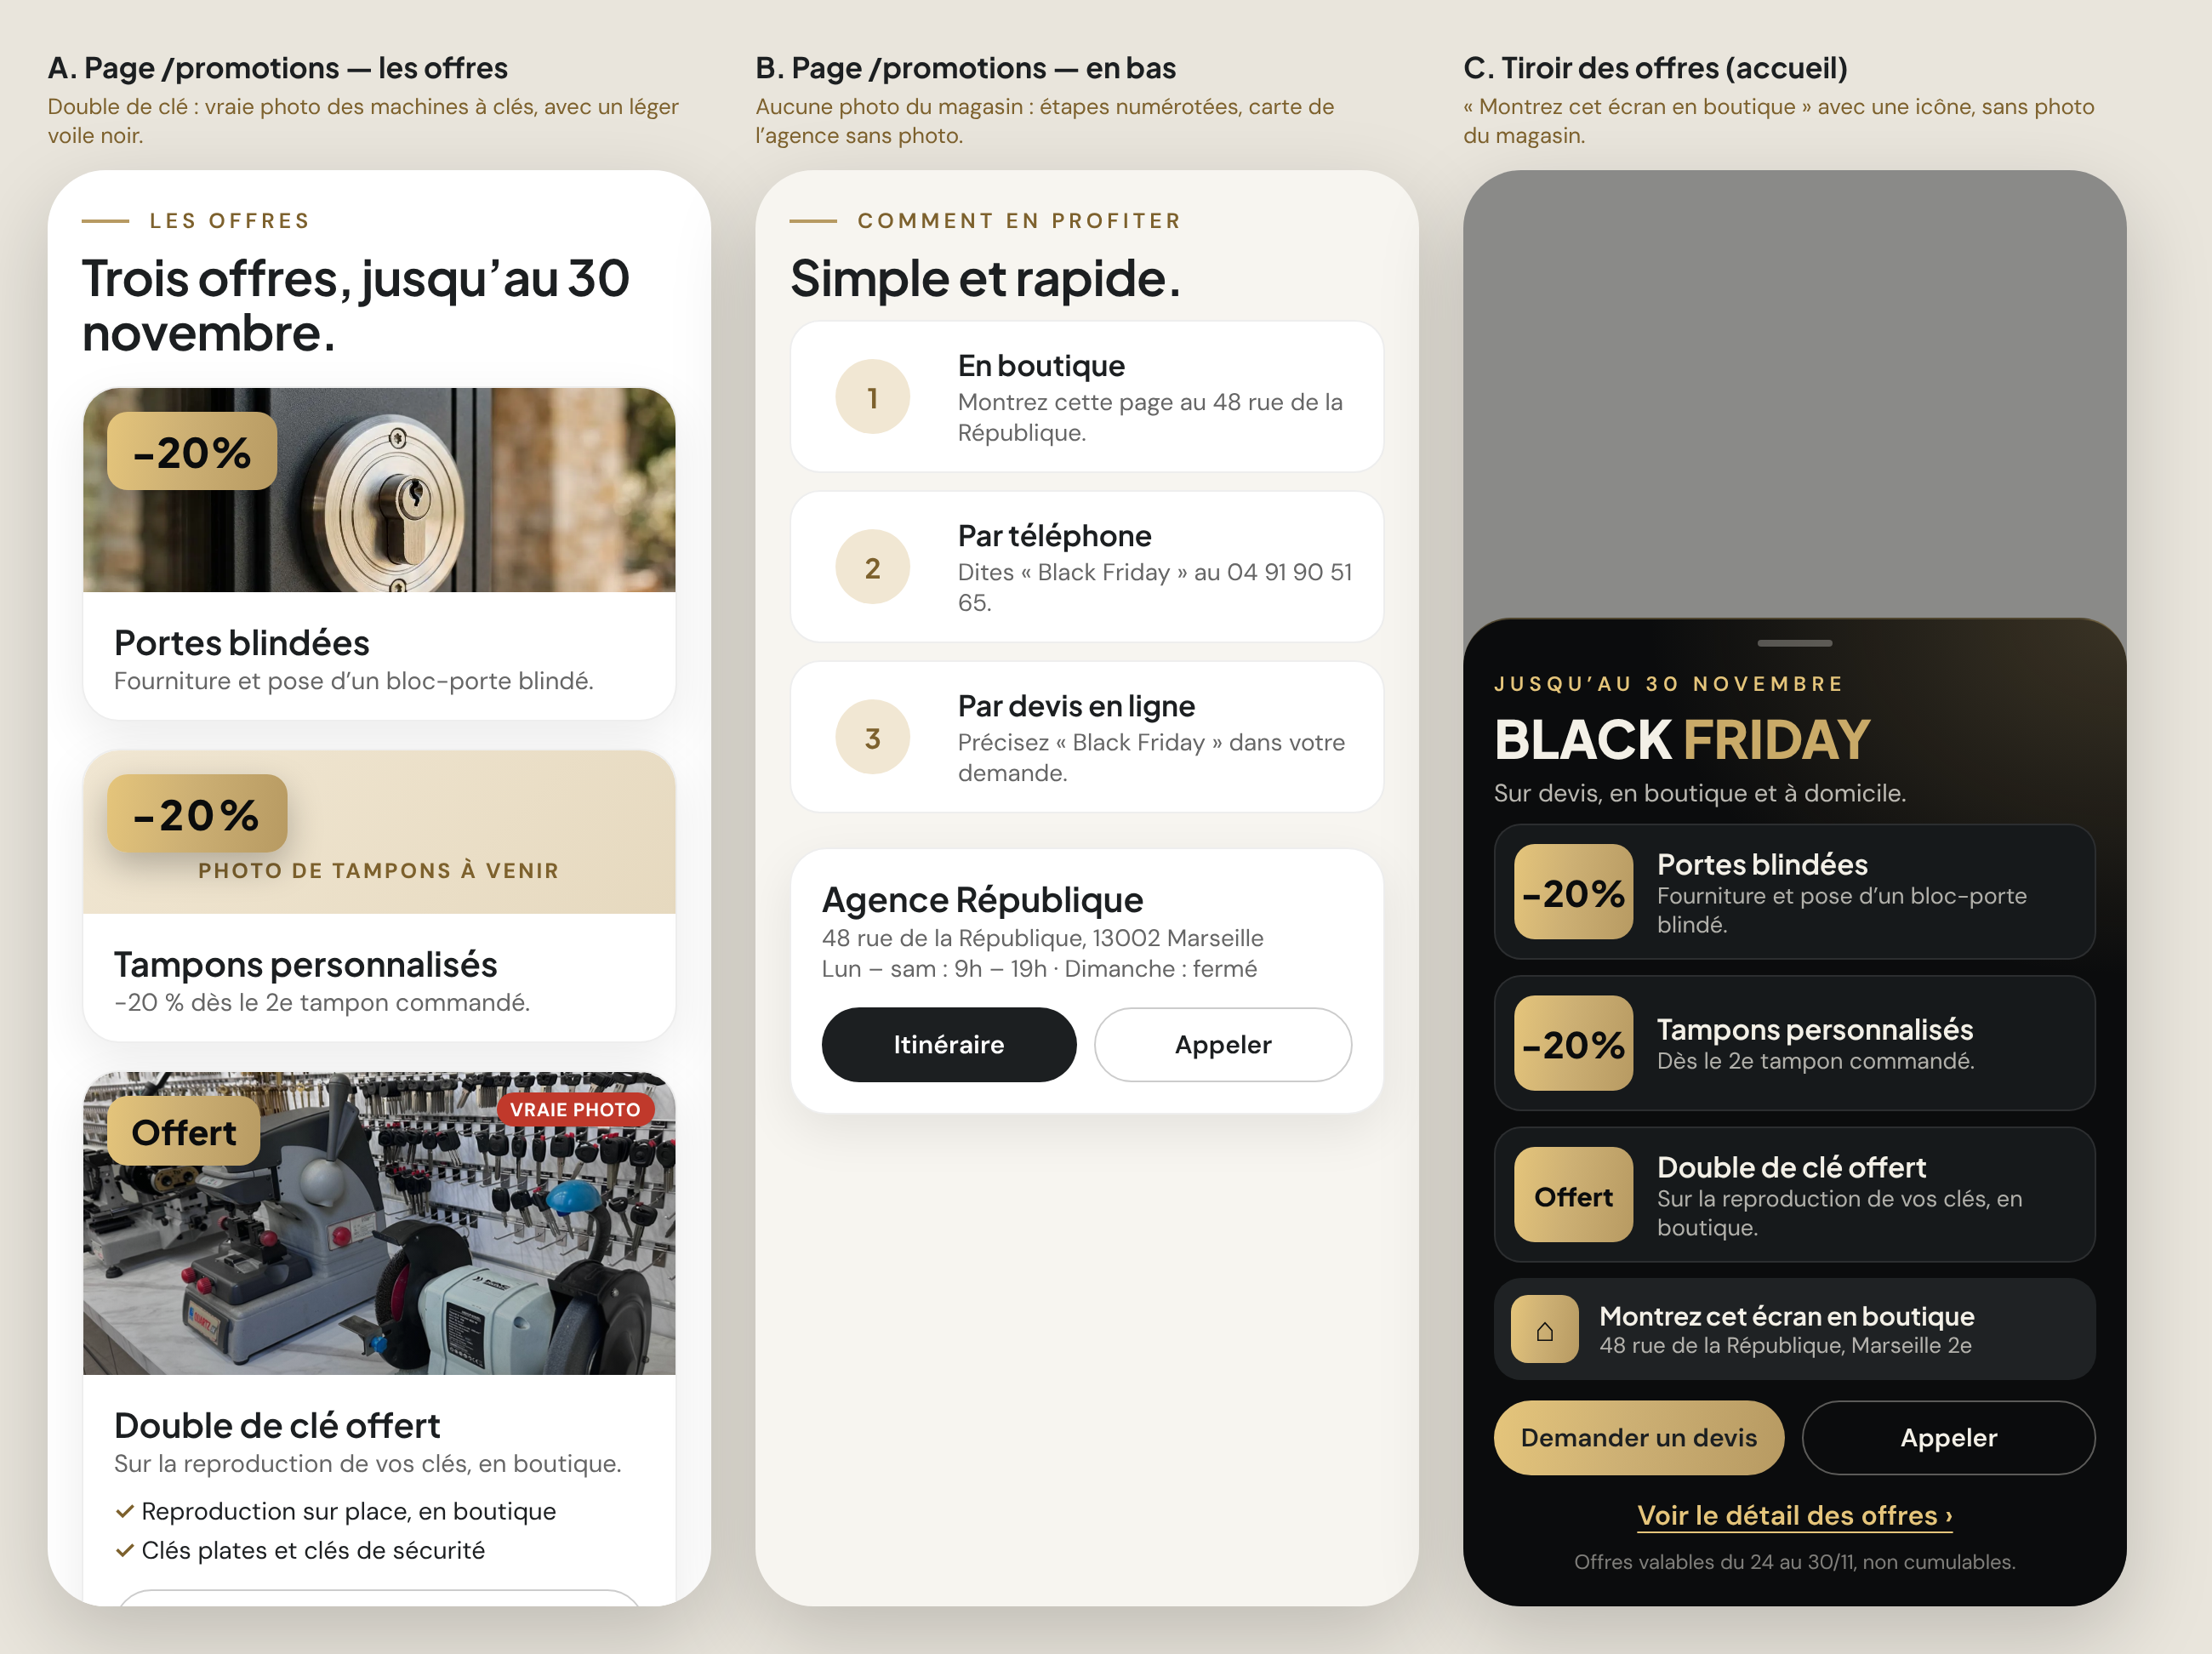 A. Page /promotions — les offres
Double de clé : vraie photo des machines à clés, avec un léger
voile noir.
LES OFFRES
Trois offres, jusqu’au 30
novembre.
-20%
Portes blindées
Fourniture et pose d’un bloc-porte blindé.
-20%
PHOTO DE TAMPONS À VENIR
Tampons personnalisés
-20 % dès le 2e tampon commandé.
Offert
VRAIE PHOTO
Double de clé offert
Sur la reproduction de vos clés, en boutique.
✓ Reproduction sur place, en boutique
✓ Clés plates et clés de sécurité
B. Page /promotions — en bas
Aucune photo du magasin : étapes numérotées, carte de
l’agence sans photo.
COMMENT EN PROFITER
Simple et rapide.
1
En boutique
Montrez cette page au 48 rue de la
République.
2
Par téléphone
Dites « Black Friday » au 04 91 90 51
65.
3
Par devis en ligne
Précisez « Black Friday » dans votre
demande.
Agence République
48 rue de la République, 13002 Marseille
Lun – sam : 9h – 19h · Dimanche : fermé
Itinéraire
Appeler
C. Tiroir des offres (accueil)
« Montrez cet écran en boutique » avec une icône, sans photo
du magasin.
JUSQU’AU 30 NOVEMBRE
BLACK FRIDAY
Sur devis, en boutique et à domicile.
-20%
Portes blindées
Fourniture et pose d’un bloc-porte
blindé.
-20%
Tampons personnalisés
Dès le 2e tampon commandé.
Offert
Double de clé offert
Sur la reproduction de vos clés, en
boutique.
Montrez cet écran en boutique
48 rue de la République, Marseille 2e
Demander un devis
Appeler
Voir le détail des offres ›
Offres valables du 24 au 30/11, non cumulables.